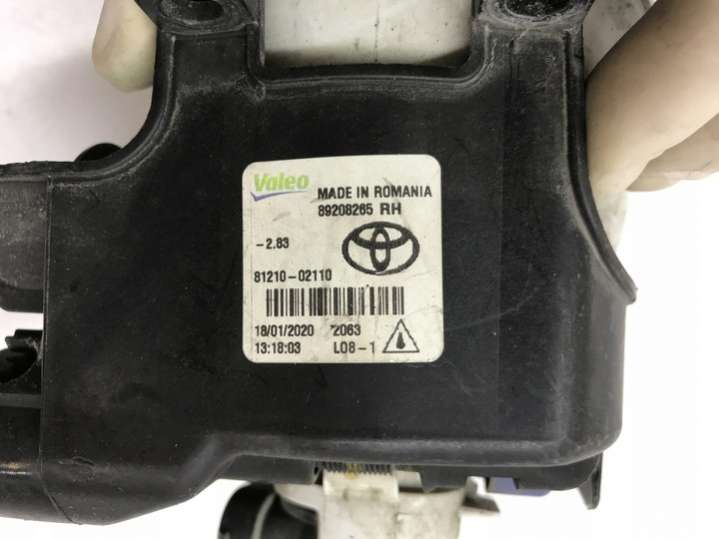 Valeo MADE IN ROMANIA
89208265 RH
-2.83
81210-02110
18/01/2020 2063
13:18:03 L08-1